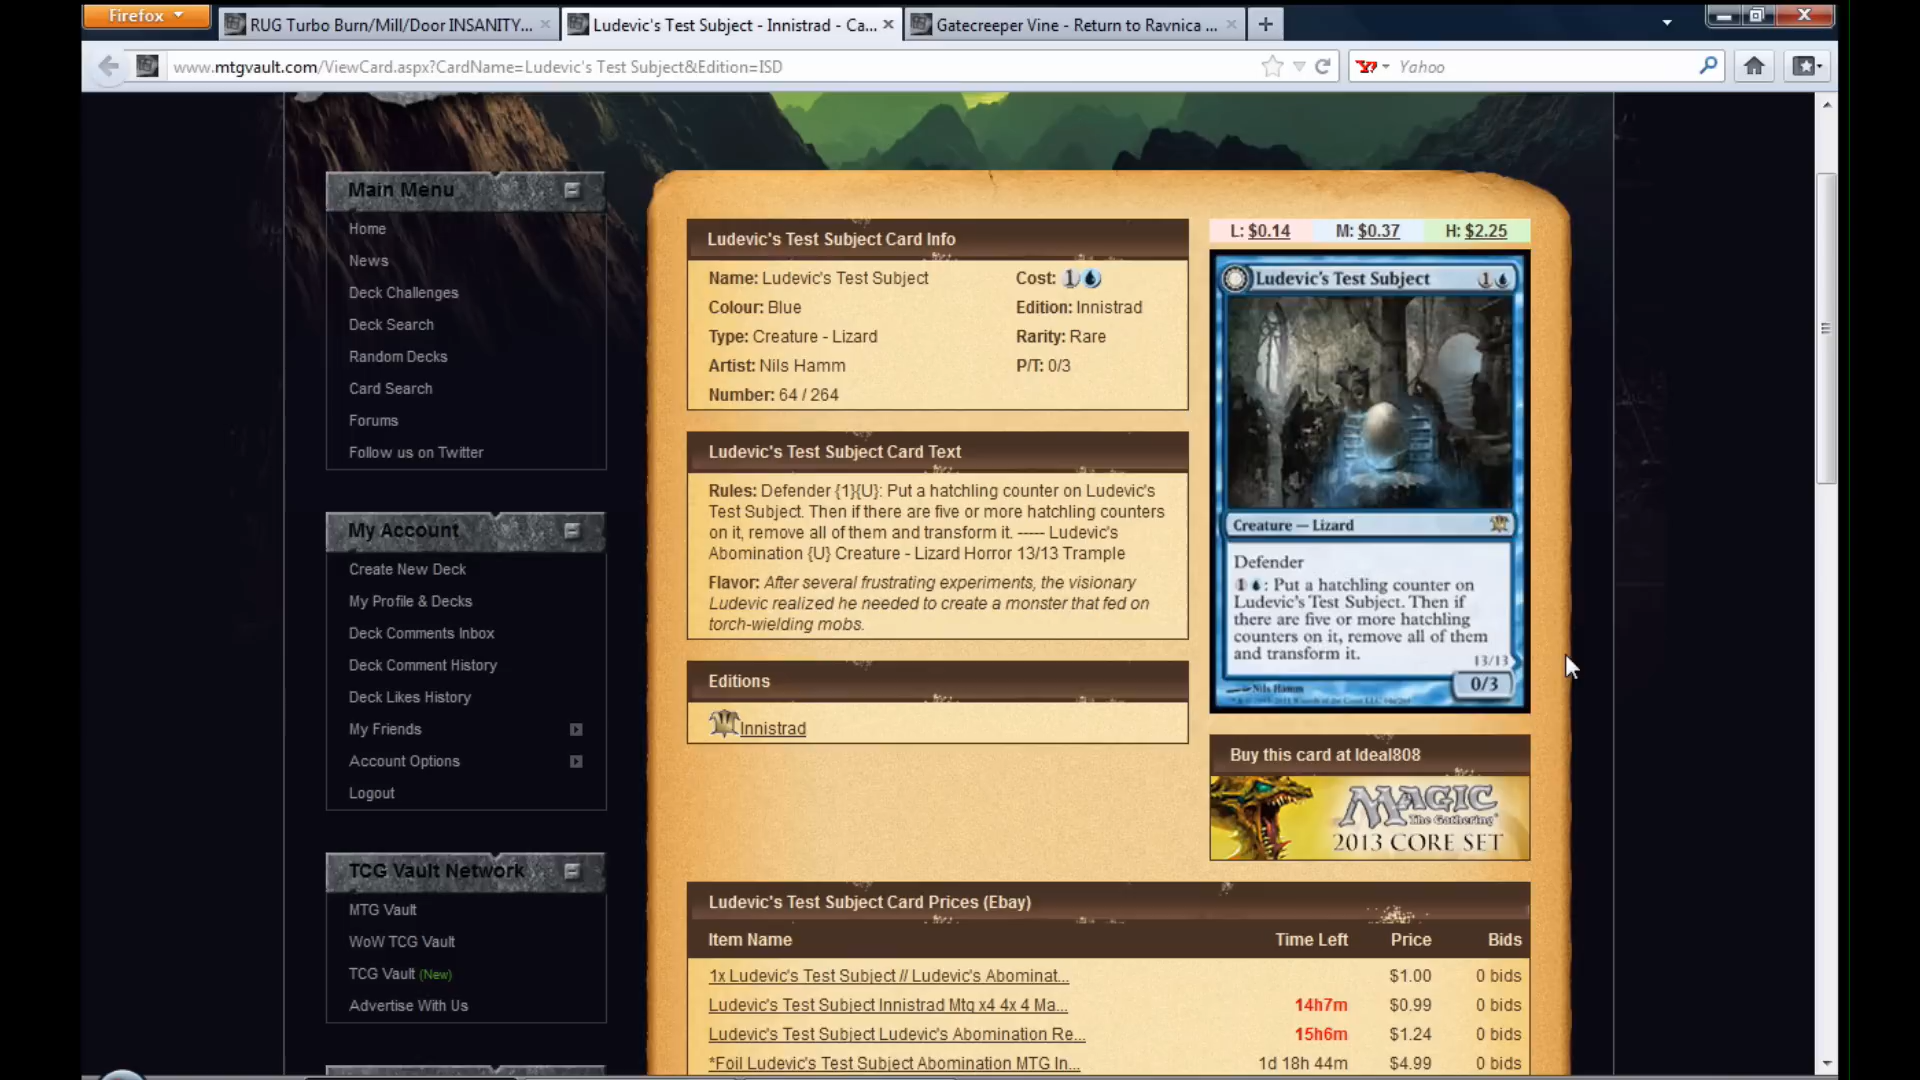 Firefox
RUG Turbo Burn/Mill/Door INSANITY...
Ludevic's Test Subject - Innistrad - Ca...
Gatecreeper Vine - Return to Ravnica ...
www.mtgvault.com/ViewCard.aspx?CardName=Ludevic's Test Subject&Edition=ISD
Yahoo
Main Menu
Home
News
Deck Challenges
Deck Search
Random Decks
Card Search
Forums
Follow us on Twitter
My Account
Create New Deck
My Profile & Decks
Deck Comments Inbox
Deck Comment History
Deck Likes History
My Friends
Account Options
Logout
TCG Vault Network
MTG Vault
WoW TCG Vault
TCG Vault (New)
Advertise With Us
Ludevic's Test Subject Card Info
Name: Ludevic's Test Subject
Cost: 1
Colour: Blue
Edition: Innistrad
Type: Creature - Lizard
Rarity: Rare
Artist: Nils Hamm
P/T: 0/3
Number: 64 / 264
Ludevic's Test Subject Card Text
Rules: Defender {1}{U}: Put a hatchling counter on Ludevic's
Test Subject. Then if there are five or more hatchling counters
on it, remove all of them and transform it. ----- Ludevic's
Abomination {U} Creature - Lizard Horror 13/13 Trample
Flavor: After several frustrating experiments, the visionary
Ludevic realized he needed to create a monster that fed on
torch-wielding mobs.
Editions
Innistrad
L: $0.14 M: $0.37 H: $2.25
Ludevic's Test Subject 1
Creature — Lizard
Defender
1: Put a hatchling counter on
Ludevic's Test Subject. Then if
there are five or more hatchling
counters on it, remove all of them
and transform it.
13/13
Nils Hamm
0/3
Buy this card at Ideal808
MAGIC
The Gathering
2013 CORE SET
Ludevic's Test Subject Card Prices (Ebay)
Item Name Time Left Price Bids
1x Ludevic's Test Subject // Ludevic's Abominat... $1.00 0 bids
Ludevic's Test Subject Innistrad Mtg x4 4x 4 Ma... 14h7m $0.99 0 bids
Ludevic's Test Subject Ludevic's Abomination Re... 15h6m $1.24 0 bids
*Foil Ludevic's Test Subject Abomination MTG In... 1d 18h 44m $4.99 0 bids